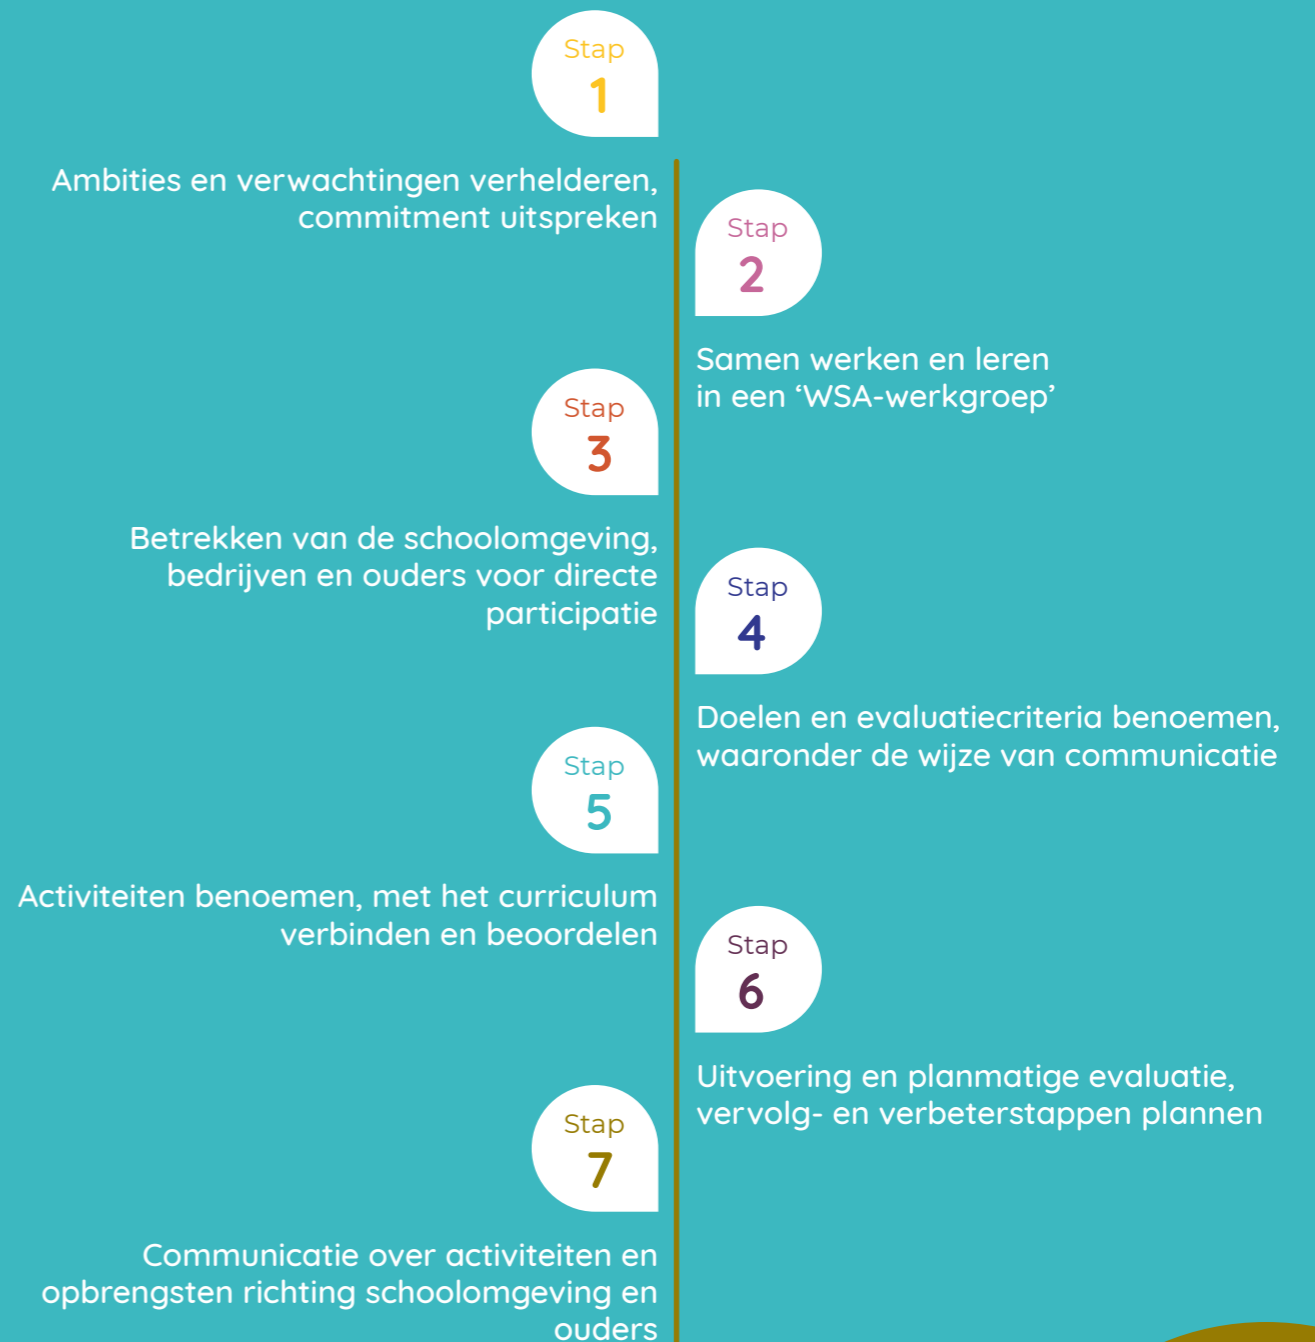 Stap
1
Ambities en verwachtingen verhelderen,
commitment uitspreken
Stap
2
Samen werken en leren
in een ‘WSA-werkgroep’
Stap
3
Betrekken van de schoolomgeving,
bedrijven en ouders voor directe
participatie
Stap
4
Doelen en evaluatiecriteria benoemen,
waaronder de wijze van communicatie
Stap
5
Activiteiten benoemen, met het curriculum
verbinden en beoordelen
Stap
6
Uitvoering en planmatige evaluatie,
vervolg- en verbeterstappen plannen
Stap
7
Communicatie over activiteiten en
opbrengsten richting schoolomgeving en
ouders